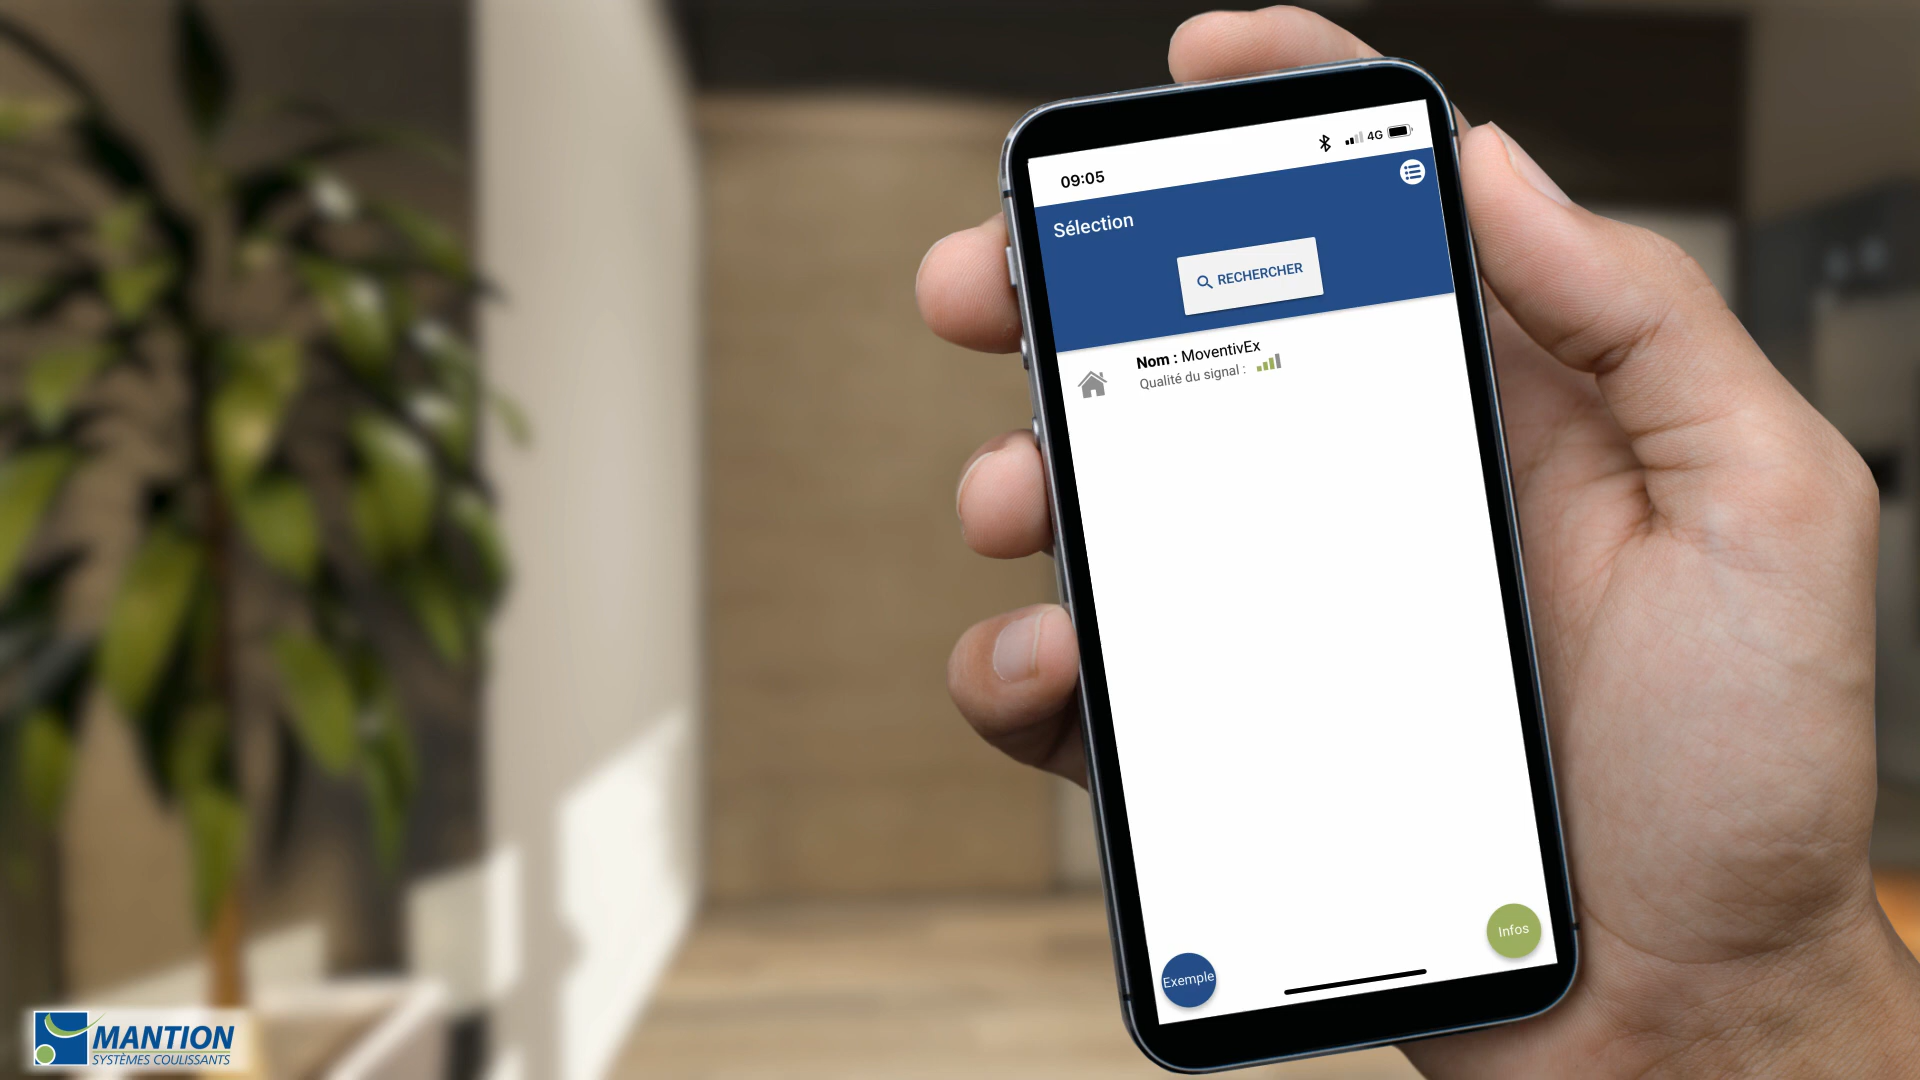 09:05
4G
Sélection
RECHERCHER
Nom : MoventivEx
Qualité du signal :
Exemple
Infos
MANTION
SYSTÈMES COULISSANTS